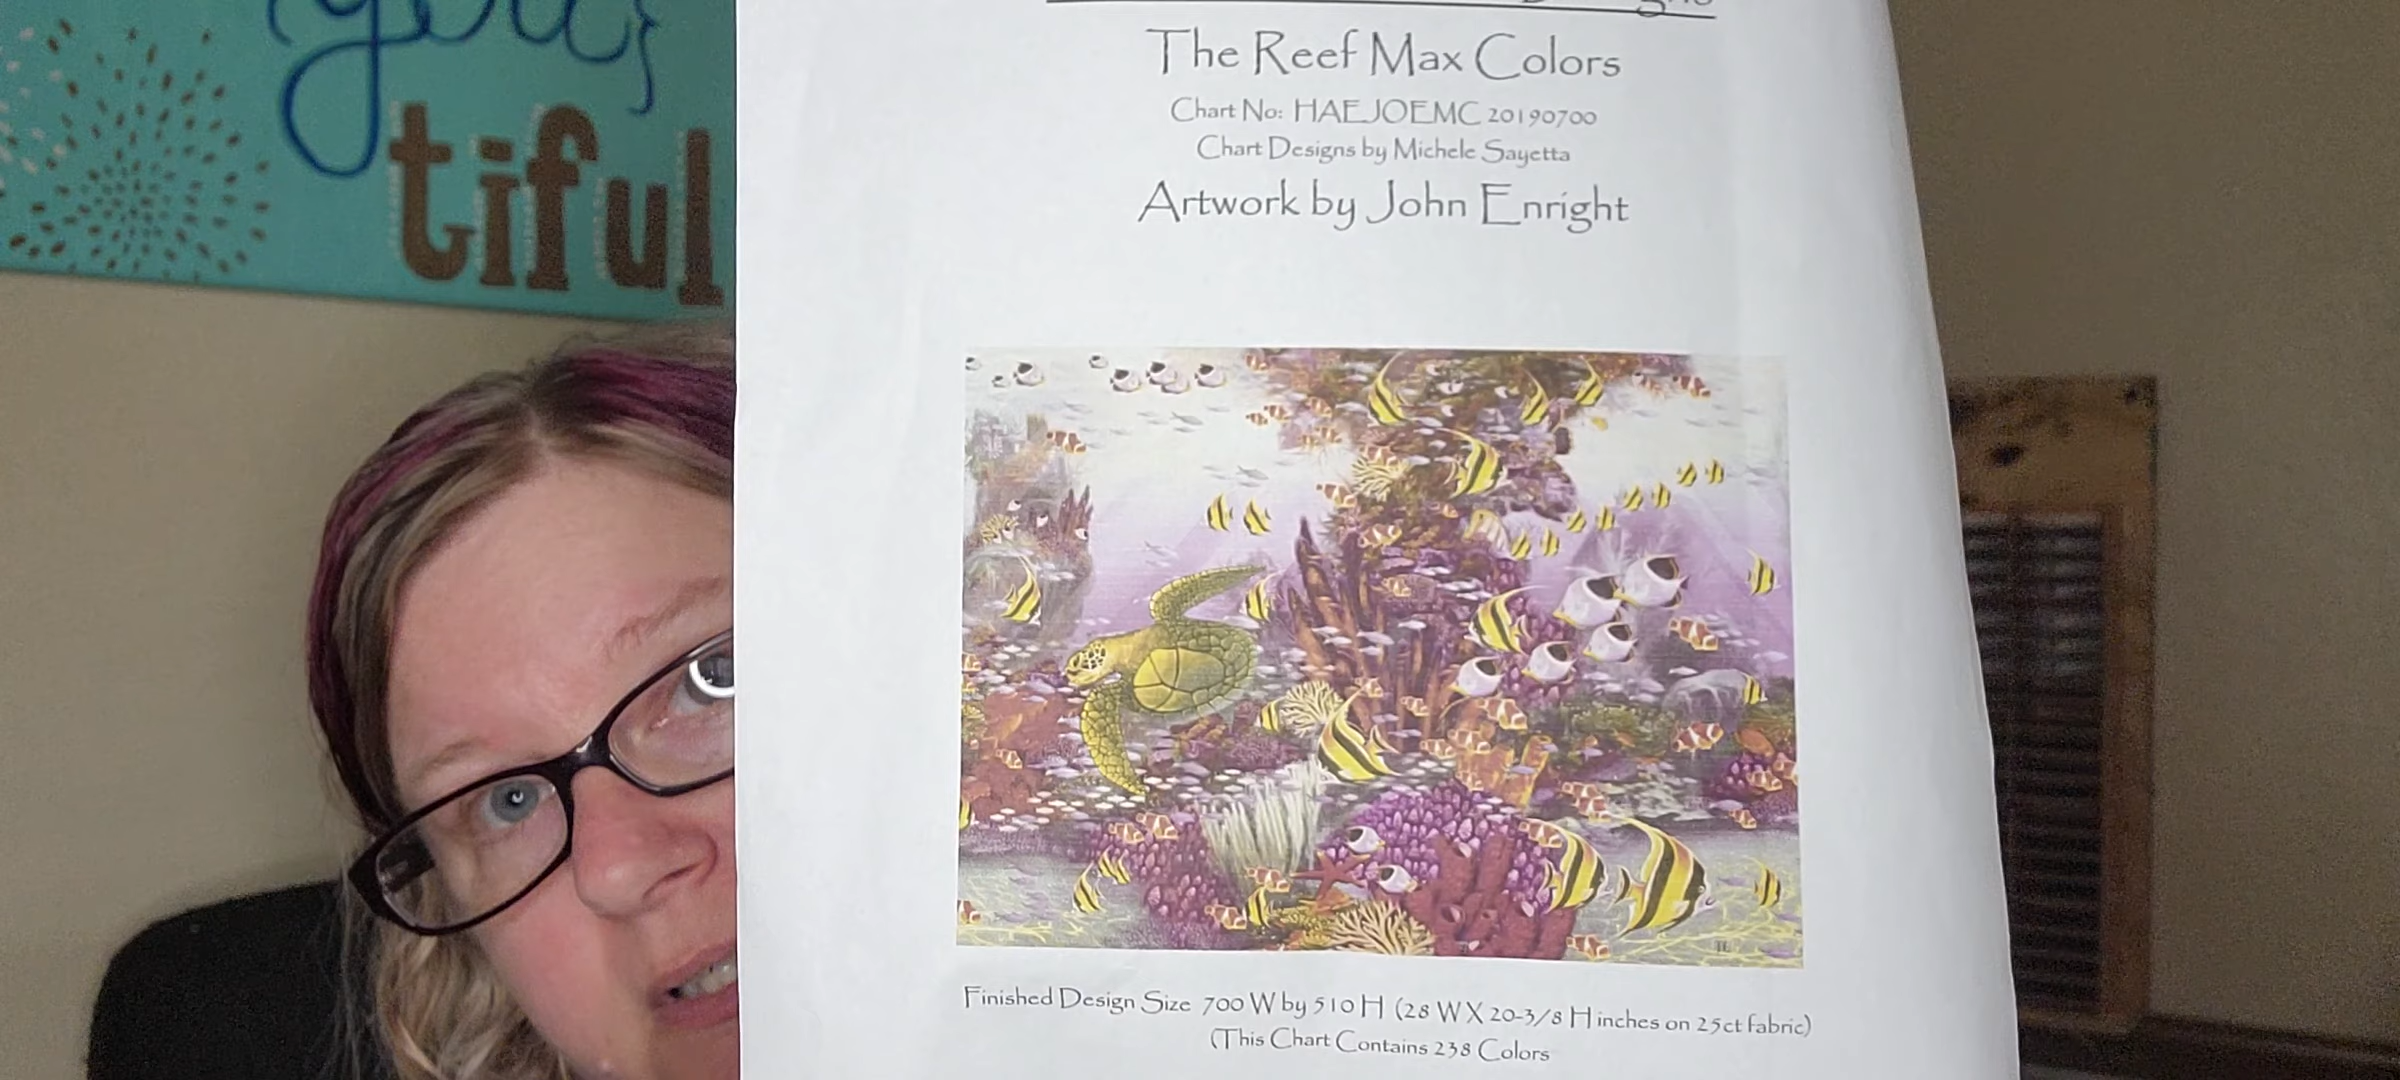 you}
tiful
The Reef Max Colors
Chart No: HAEJOEMC 20190700
Chart Designs by Michele Sayetta
Artwork by John Enright
Finished Design Size 700 W by 510 H (28 W X 20-3/8 H inches on 25ct fabric)
(This Chart Contains 238 Colors